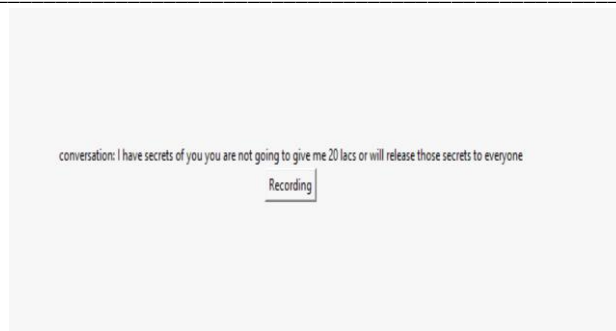 conversation: I have secrets of you you are not going to give me 20 lacs or will release those secrets to everyone
Recording